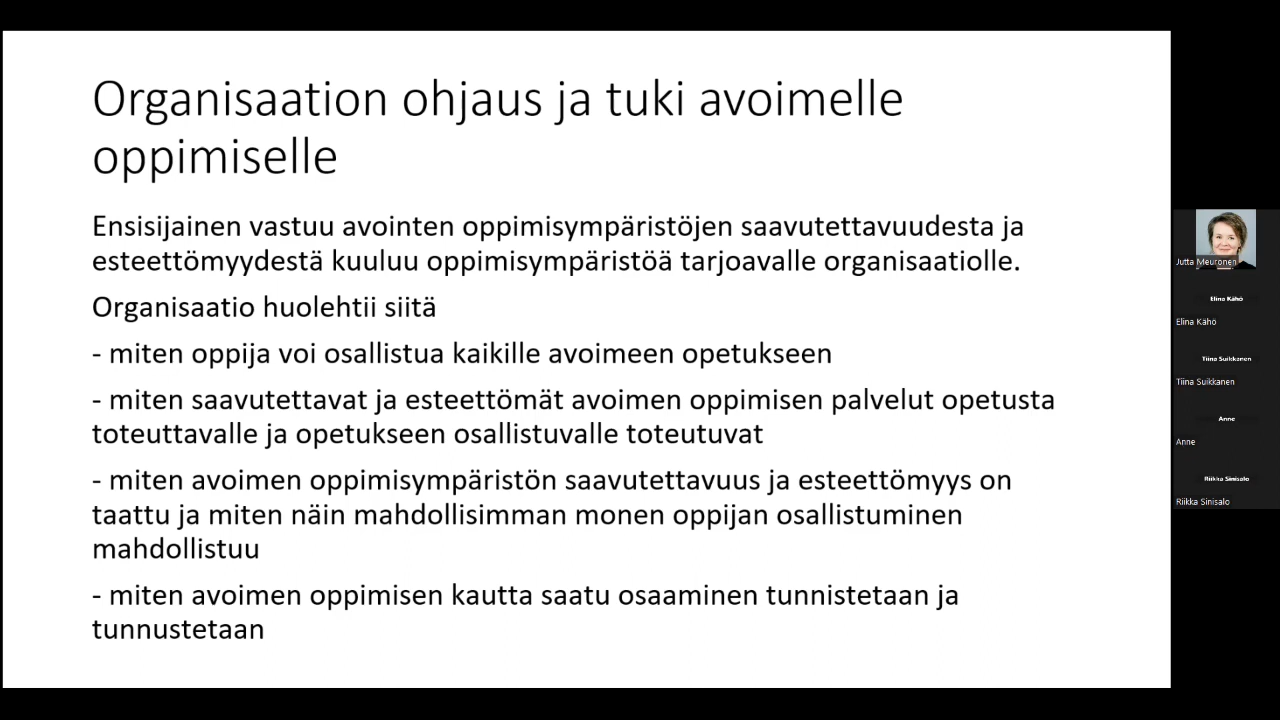 Organisaation ohjaus ja tuki avoimelle
oppimiselle
Ensisijainen vastuu avointen oppimisympäristöjen saavutettavuudesta ja
esteettömyydestä kuuluu oppimisympäristöä tarjoavalle organisaatiolle.
Organisaatio huolehtii siitä
- miten oppija voi osallistua kaikille avoimeen opetukseen
- miten saavutettavat ja esteettömät avoimen oppimisen palvelut opetusta
toteuttavalle ja opetukseen osallistuvalle toteutuvat
- miten avoimen oppimisympäristön saavutettavuus ja esteettömyys on
taattu ja miten näin mahdollisimman monen oppijan osallistuminen
mahdollistuu
- miten avoimen oppimisen kautta saatu osaaminen tunnistetaan ja
tunnustetaan
Jutta Meuronen
Elina Kähö
Elina Kähö
Tiina Suikkanen
Tiina Suikkanen
Anne
Anne
Riikka Sinisalo
Riikka Sinisalo